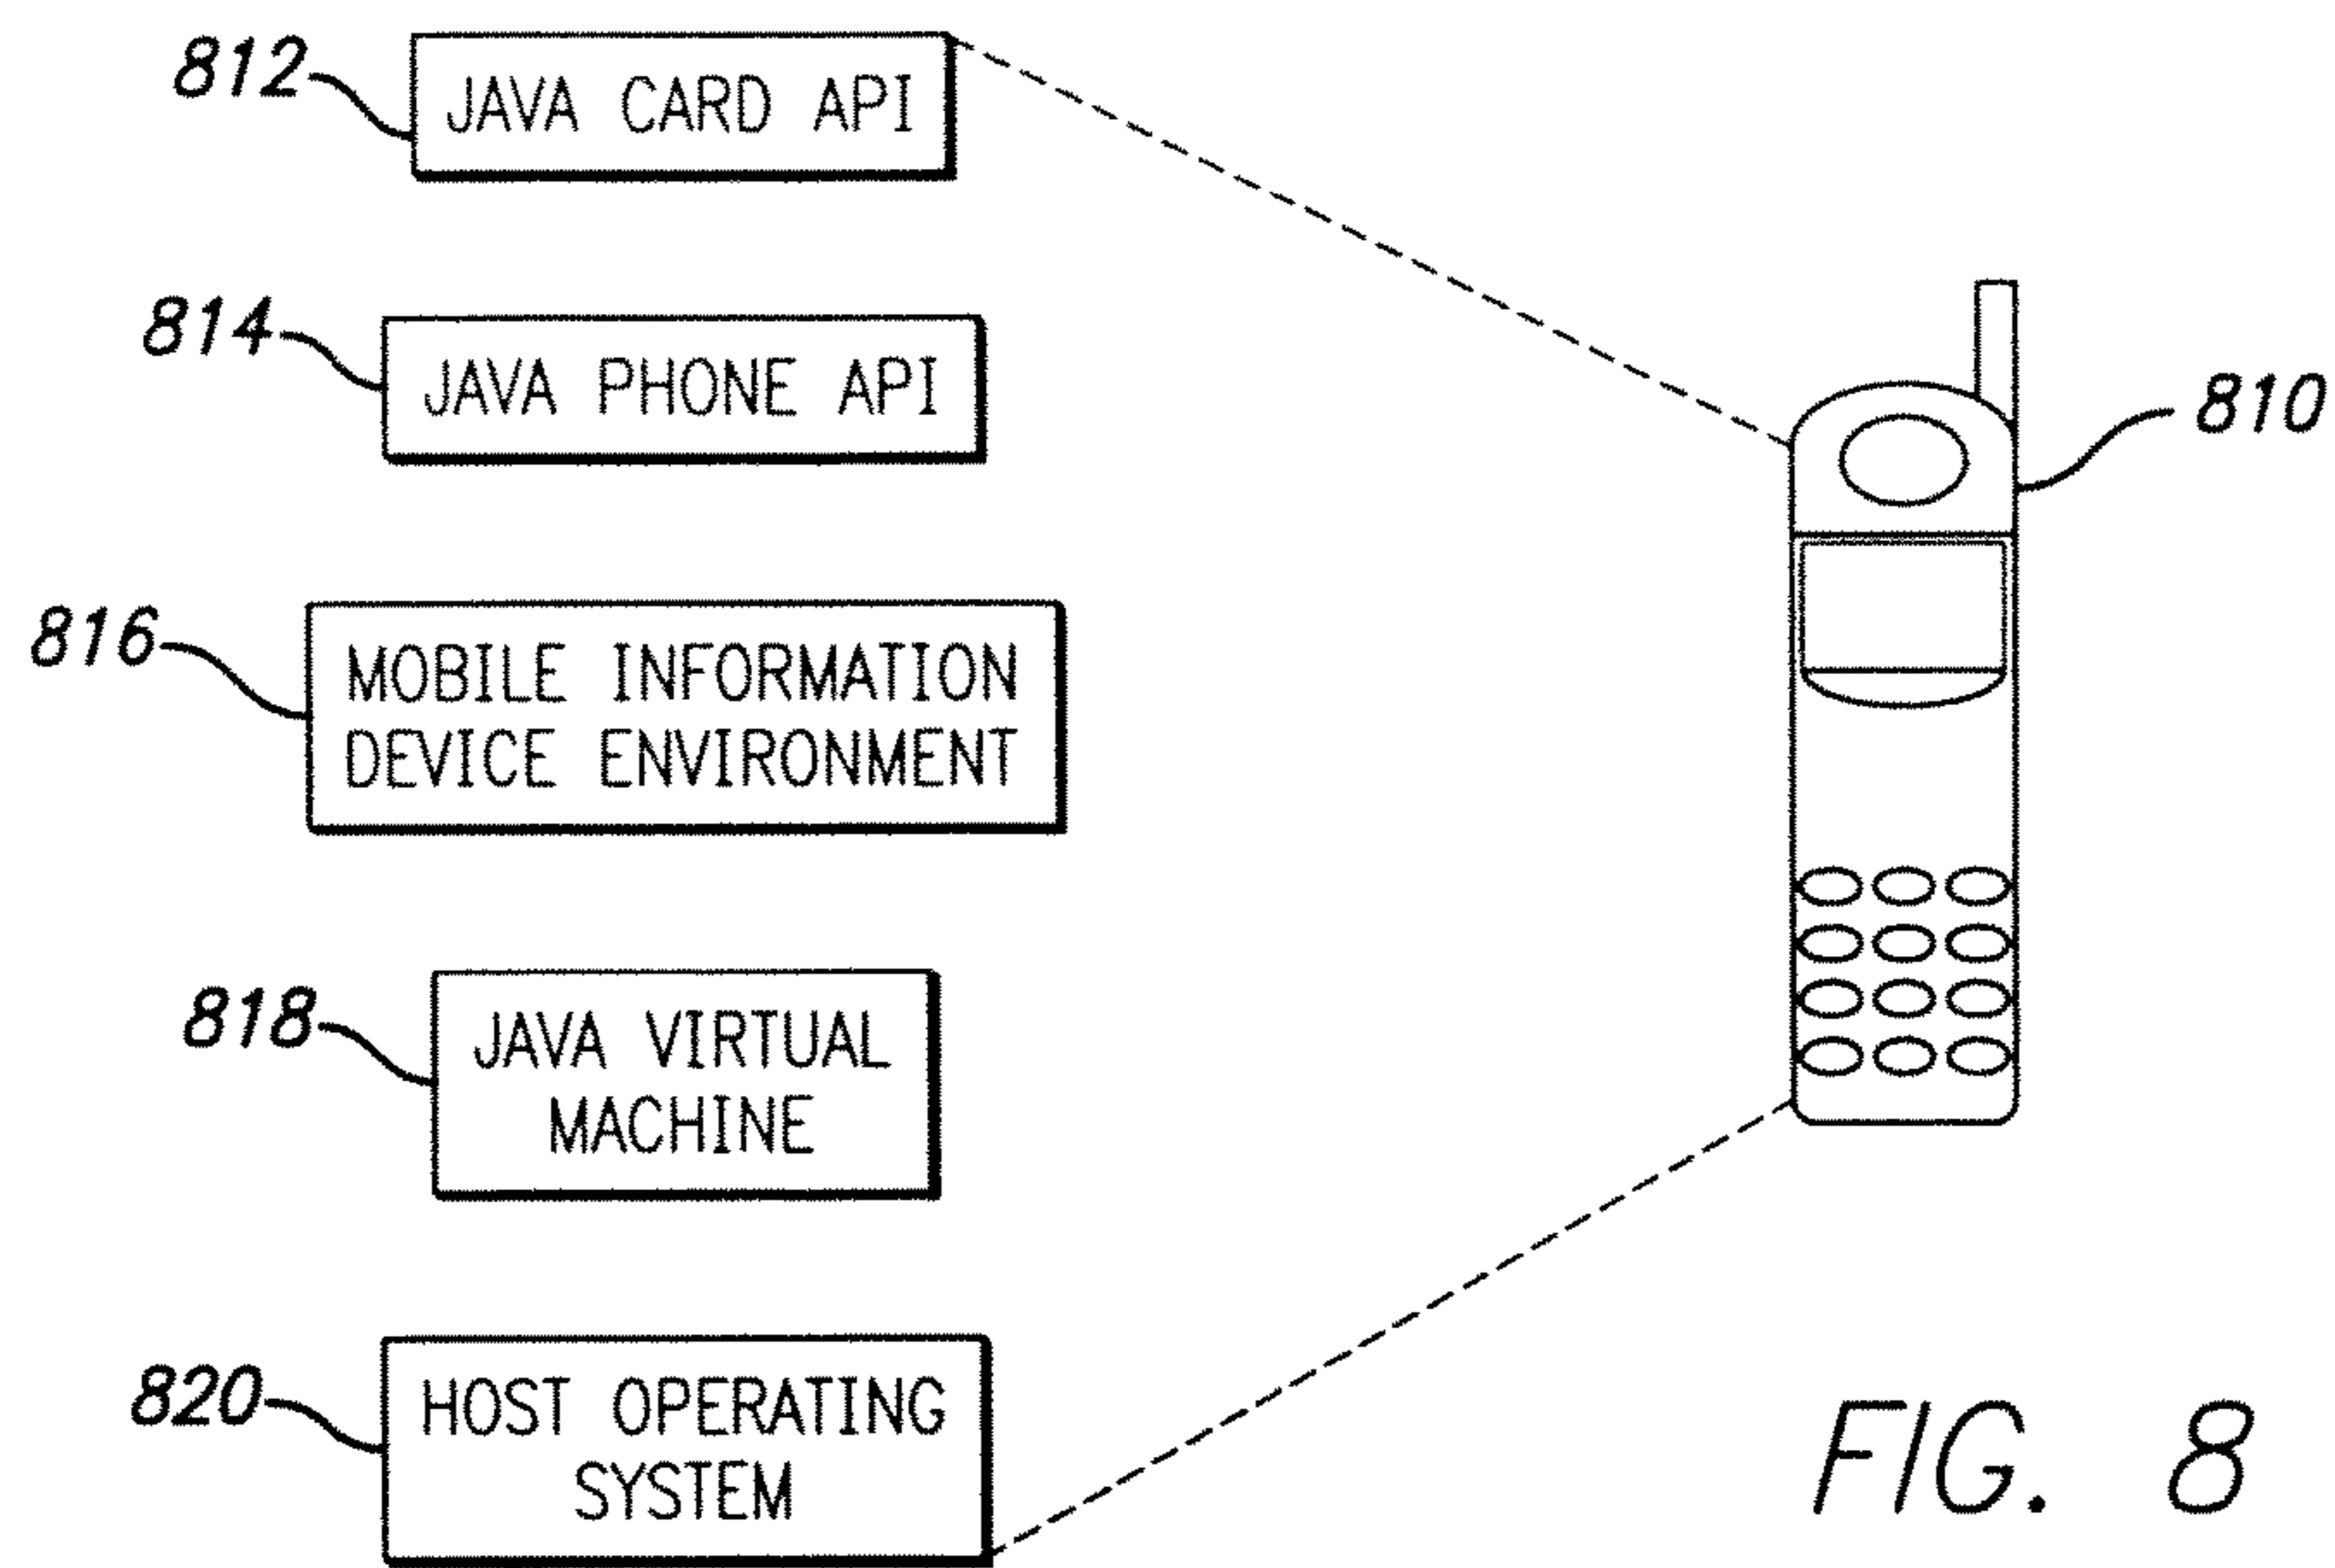 812
JAVA CARD API
814
JAVA PHONE API
810
816
MOBILE INFORMATION
DEVICE ENVIRONMENT
818
JAVA VIRTUAL
MACHINE
820
HOST OPERATING
SYSTEM
FIG. 8